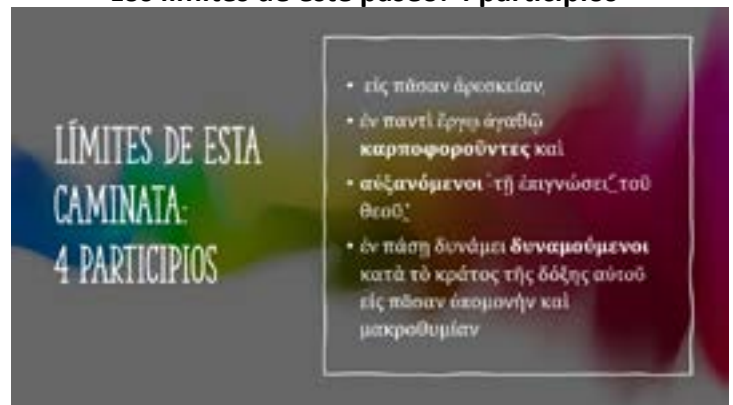 Los límites de este paseo: 4 participios
LÍMITES DE ESTA
CAMINATA:
4 PARTICIPIOS
• εἰς πᾶσαν ἀρεσκείαν,
• ἐν παντὶ ἔργῳ ἀγαθῷ
καρποφοροῦντες καὶ
• αὐξανόμενοι ⸂τῇ ἐπιγνώσει⸃ τοῦ
θεοῦ,
• ἐν πάσῃ δυνάμει δυναμούμενοι
κατὰ τὸ κράτος τῆς δόξης αὐτοῦ
εἰς πᾶσαν ὑπομονὴν καὶ
μακροθυμίαν